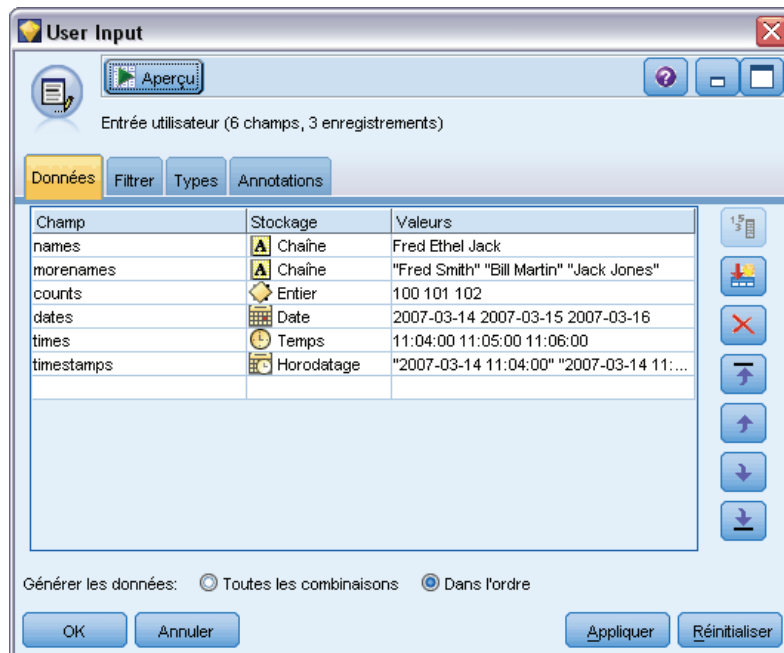 User Input
Aperçu
Entrée utilisateur (6 champs, 3 enregistrements)
Données Filtrer Types Annotations
Champ Stockage Valeurs
names A Chaîne Fred Ethel Jack
morenames A Chaîne "Fred Smith" "Bill Martin" "Jack Jones"
counts Entier 100 101 102
dates Date 2007-03-14 2007-03-15 2007-03-16
times Temps 11:04:00 11:05:00 11:06:00
timestamps Horodatage "2007-03-14 11:04:00" "2007-03-14 11:...
Générer les données: Toutes les combinaisons Dans l'ordre
OK Annuler Appliquer Réinitialiser